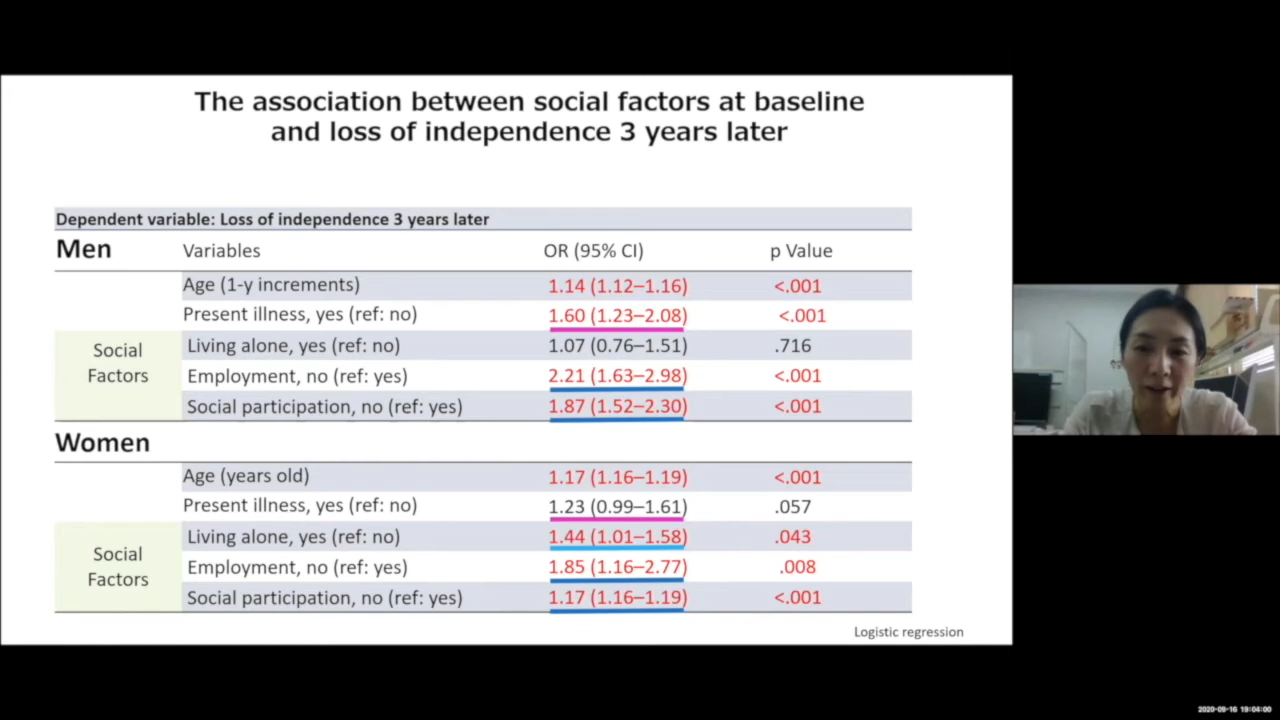 The association between social factors at baseline
and loss of independence 3 years later
Dependent variable: Loss of independence 3 years later
Men Variables OR (95% CI) p Value
Age (1-y increments) 1.14 (1.12–1.16) <.001
Present illness, yes (ref: no) 1.60 (1.23–2.08) <.001
Social Factors
Living alone, yes (ref: no) 1.07 (0.76–1.51) .716
Employment, no (ref: yes) 2.21 (1.63–2.98) <.001
Social participation, no (ref: yes) 1.87 (1.52–2.30) <.001
Women
Age (years old) 1.17 (1.16–1.19) <.001
Present illness, yes (ref: no) 1.23 (0.99–1.61) .057
Social Factors
Living alone, yes (ref: no) 1.44 (1.01–1.58) .043
Employment, no (ref: yes) 1.85 (1.16–2.77) .008
Social participation, no (ref: yes) 1.17 (1.16–1.19) <.001
Logistic regression
2020-09-16 19:04:00